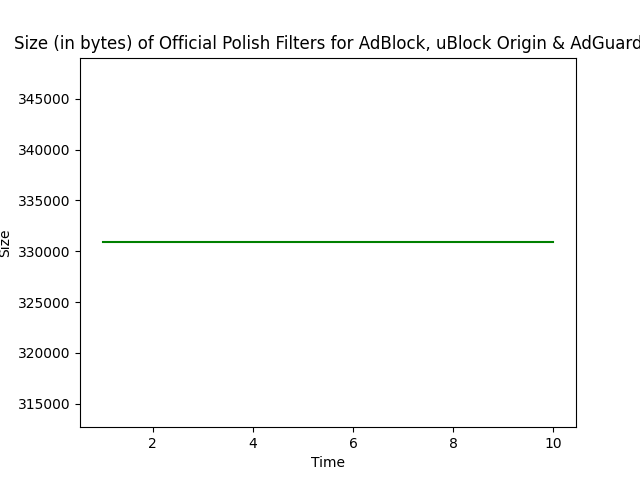 Size (in bytes) of Official Polish Filters for AdBlock, uBlock Origin & AdGuard
345000
340000
335000
330000
325000
320000
315000
Size
2 4 6 8 10
Time